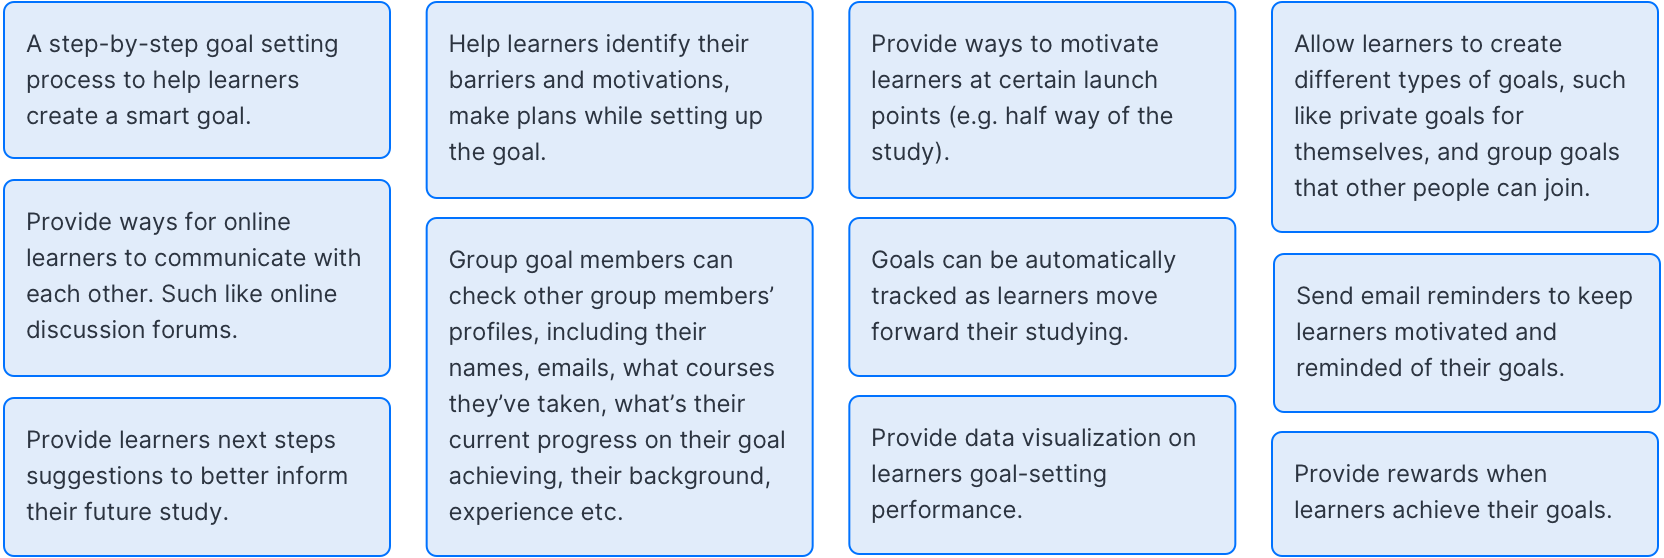 A step-by-step goal setting
process to help learners
create a smart goal.
Provide ways for online
learners to communicate with
each other. Such like online
discussion forums.
Provide learners next steps
suggestions to better inform
their future study.
Help learners identify their
barriers and motivations,
make plans while setting up
the goal.
Group goal members can
check other group members’
profiles, including their
names, emails, what courses
they’ve taken, what’s their
current progress on their goal
achieving, their background,
experience etc.
Provide ways to motivate
learners at certain launch
points (e.g. half way of the
study).
Goals can be automatically
tracked as learners move
forward their studying.
Provide data visualization on
learners goal-setting
performance.
Allow learners to create
different types of goals, such
like private goals for
themselves, and group goals
that other people can join.
Send email reminders to keep
learners motivated and
reminded of their goals.
Provide rewards when
learners achieve their goals.